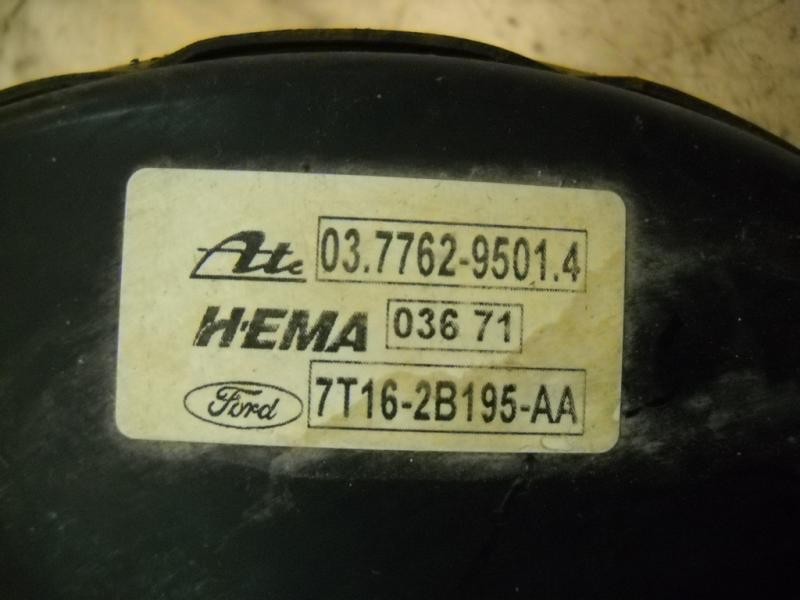 Ate 03.7762-9501.4
H-EMA 036 71
Ford 7T16-2B195-AA